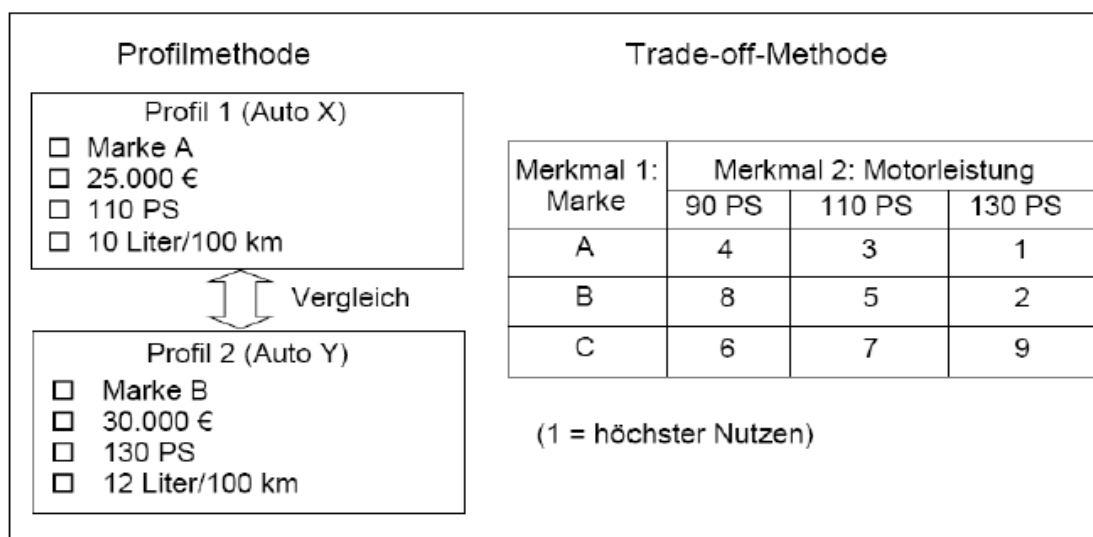 Profilmethode
Profil 1 (Auto X)
Marke A
25.000 €
110 PS
10 Liter/100 km
Vergleich
Profil 2 (Auto Y)
Marke B
30.000 €
130 PS
12 Liter/100 km
Trade-off-Methode
Merkmal 1: Merkmal 2: Motorleistung
Marke 90 PS 110 PS 130 PS
A 4 3 1
B 8 5 2
C 6 7 9
(1 = höchster Nutzen)